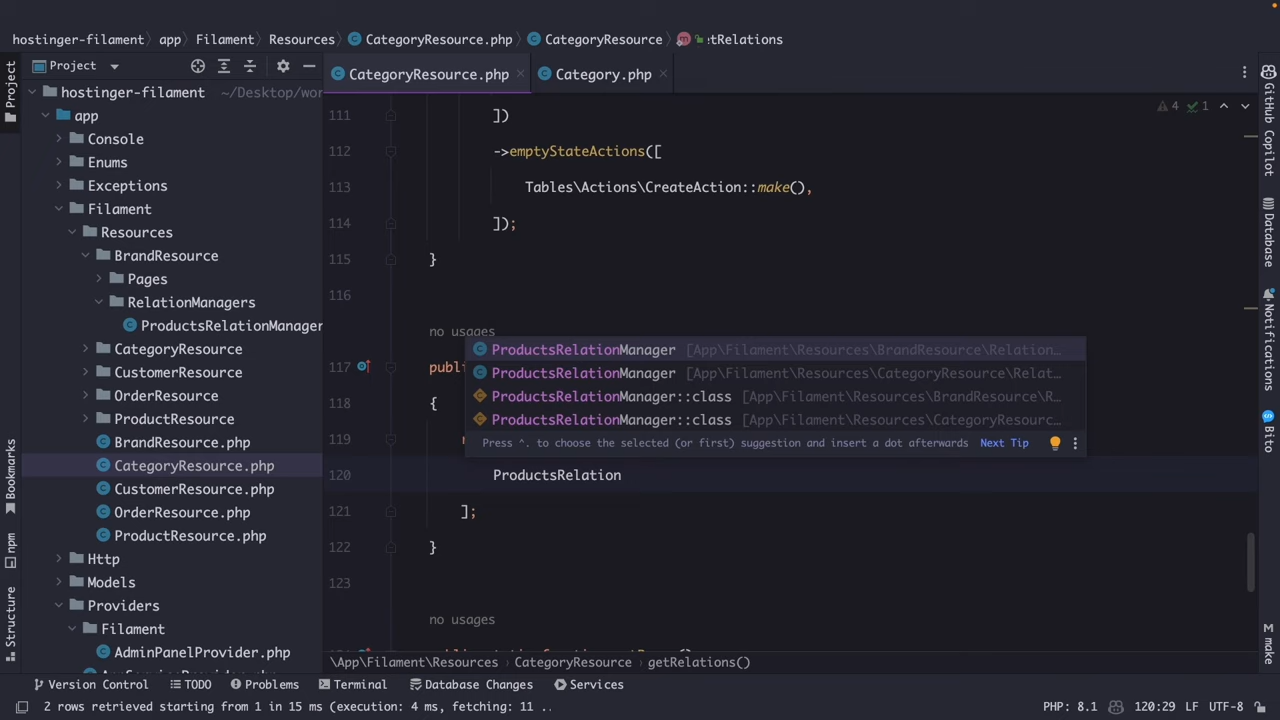 hostinger-filament app Filament Resources CategoryResource.php CategoryResource etRelations
Project
hostinger-filament ~/Desktop/wor
app
Console
Enums
Exceptions
Filament
Resources
BrandResource
Pages
RelationManagers
ProductsRelationManager
CategoryResource
CustomerResource
OrderResource
ProductResource
BrandResource.php
CategoryResource.php
CustomerResource.php
OrderResource.php
ProductResource.php
Http
Models
Providers
Filament
AdminPanelProvider.php
Project
Bookmarks
npm
Structure
CategoryResource.php Category.php
4 1
111 ])
112 ->emptyStateActions([
113 Tables\Actions\CreateAction::make(),
114 ]);
115 }
116
no usages
117 publi
118 {
119
120 ProductsRelation
121 ];
122 }
123
no usages
ProductsRelationManager [App\Filament\Resources\BrandResource\Relation…
ProductsRelationManager [App\Filament\Resources\CategoryResource\Relat…
ProductsRelationManager::class [App\Filament\Resources\BrandResource\R…
ProductsRelationManager::class [App\Filament\Resources\CategoryResourc…
Press ^. to choose the selected (or first) suggestion and insert a dot afterwards Next Tip
GitHub Copilot
Database
Notifications
Bito
M make
\App\Filament\Resources CategoryResource getRelations()
Version Control TODO Problems Terminal Database Changes Services
2 rows retrieved starting from 1 in 15 ms (execution: 4 ms, fetching: 11 .. PHP: 8.1 120:29 LF UTF-8